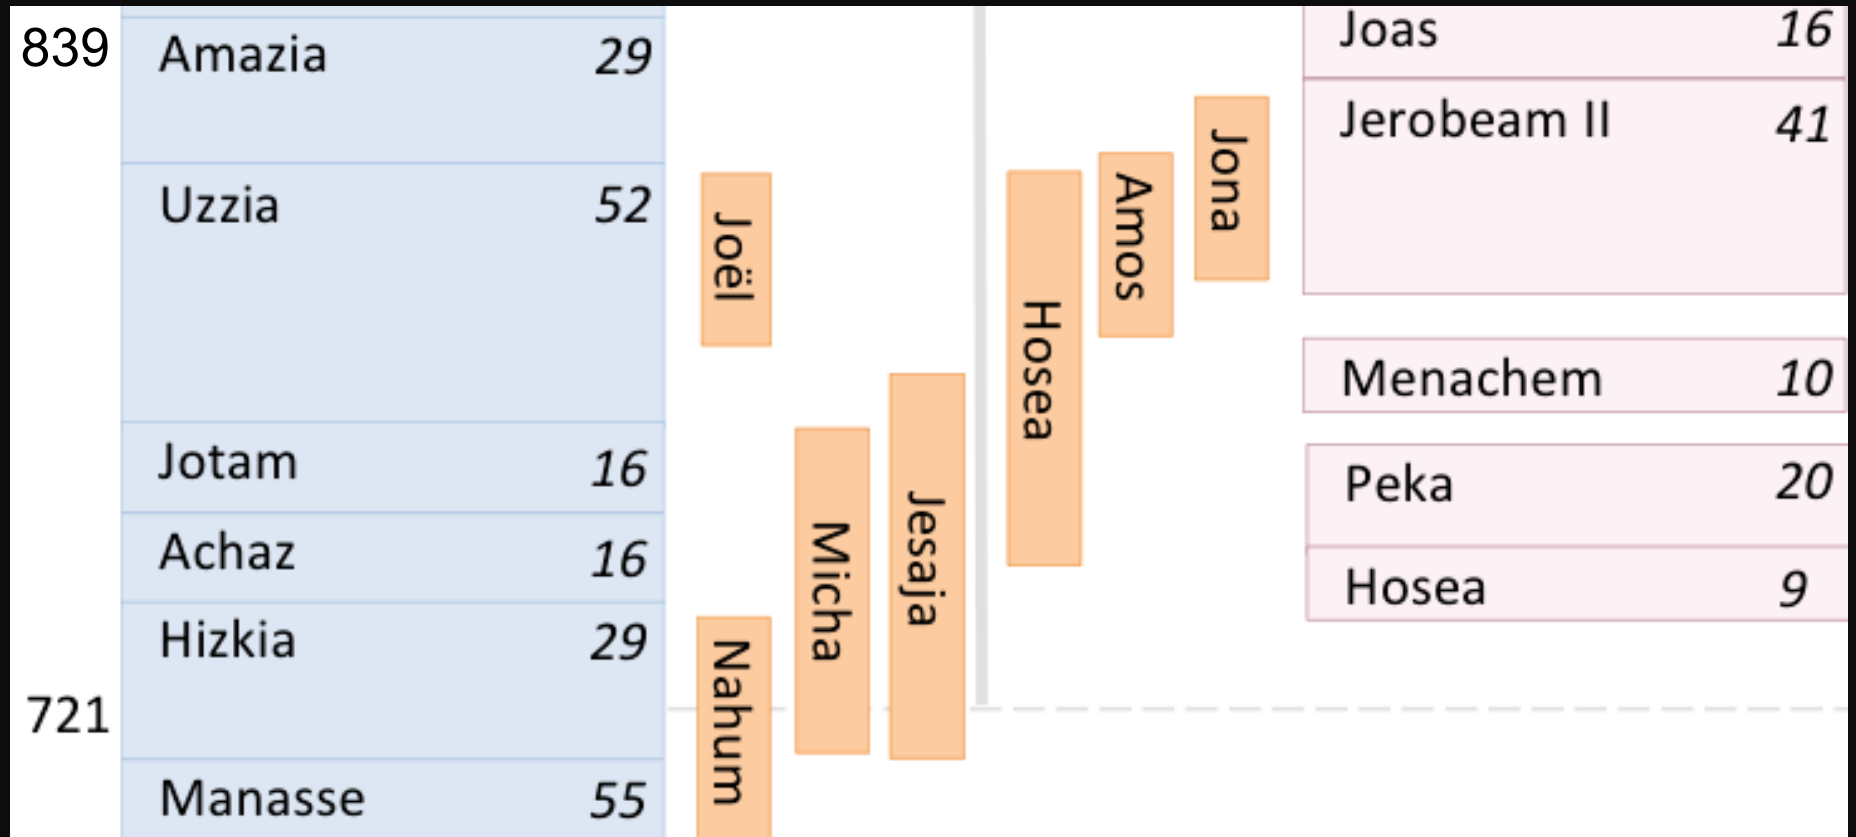 839
Amazia 29
Uzzia 52
Jotam 16
Achaz 16
Hizkia 29
721
Manasse 55
Joël
Nahum
Micha
Jesaja
Hosea
Amos
Jona
Joas 16
Jerobeam II 41
Menachem 10
Peka 20
Hosea 9